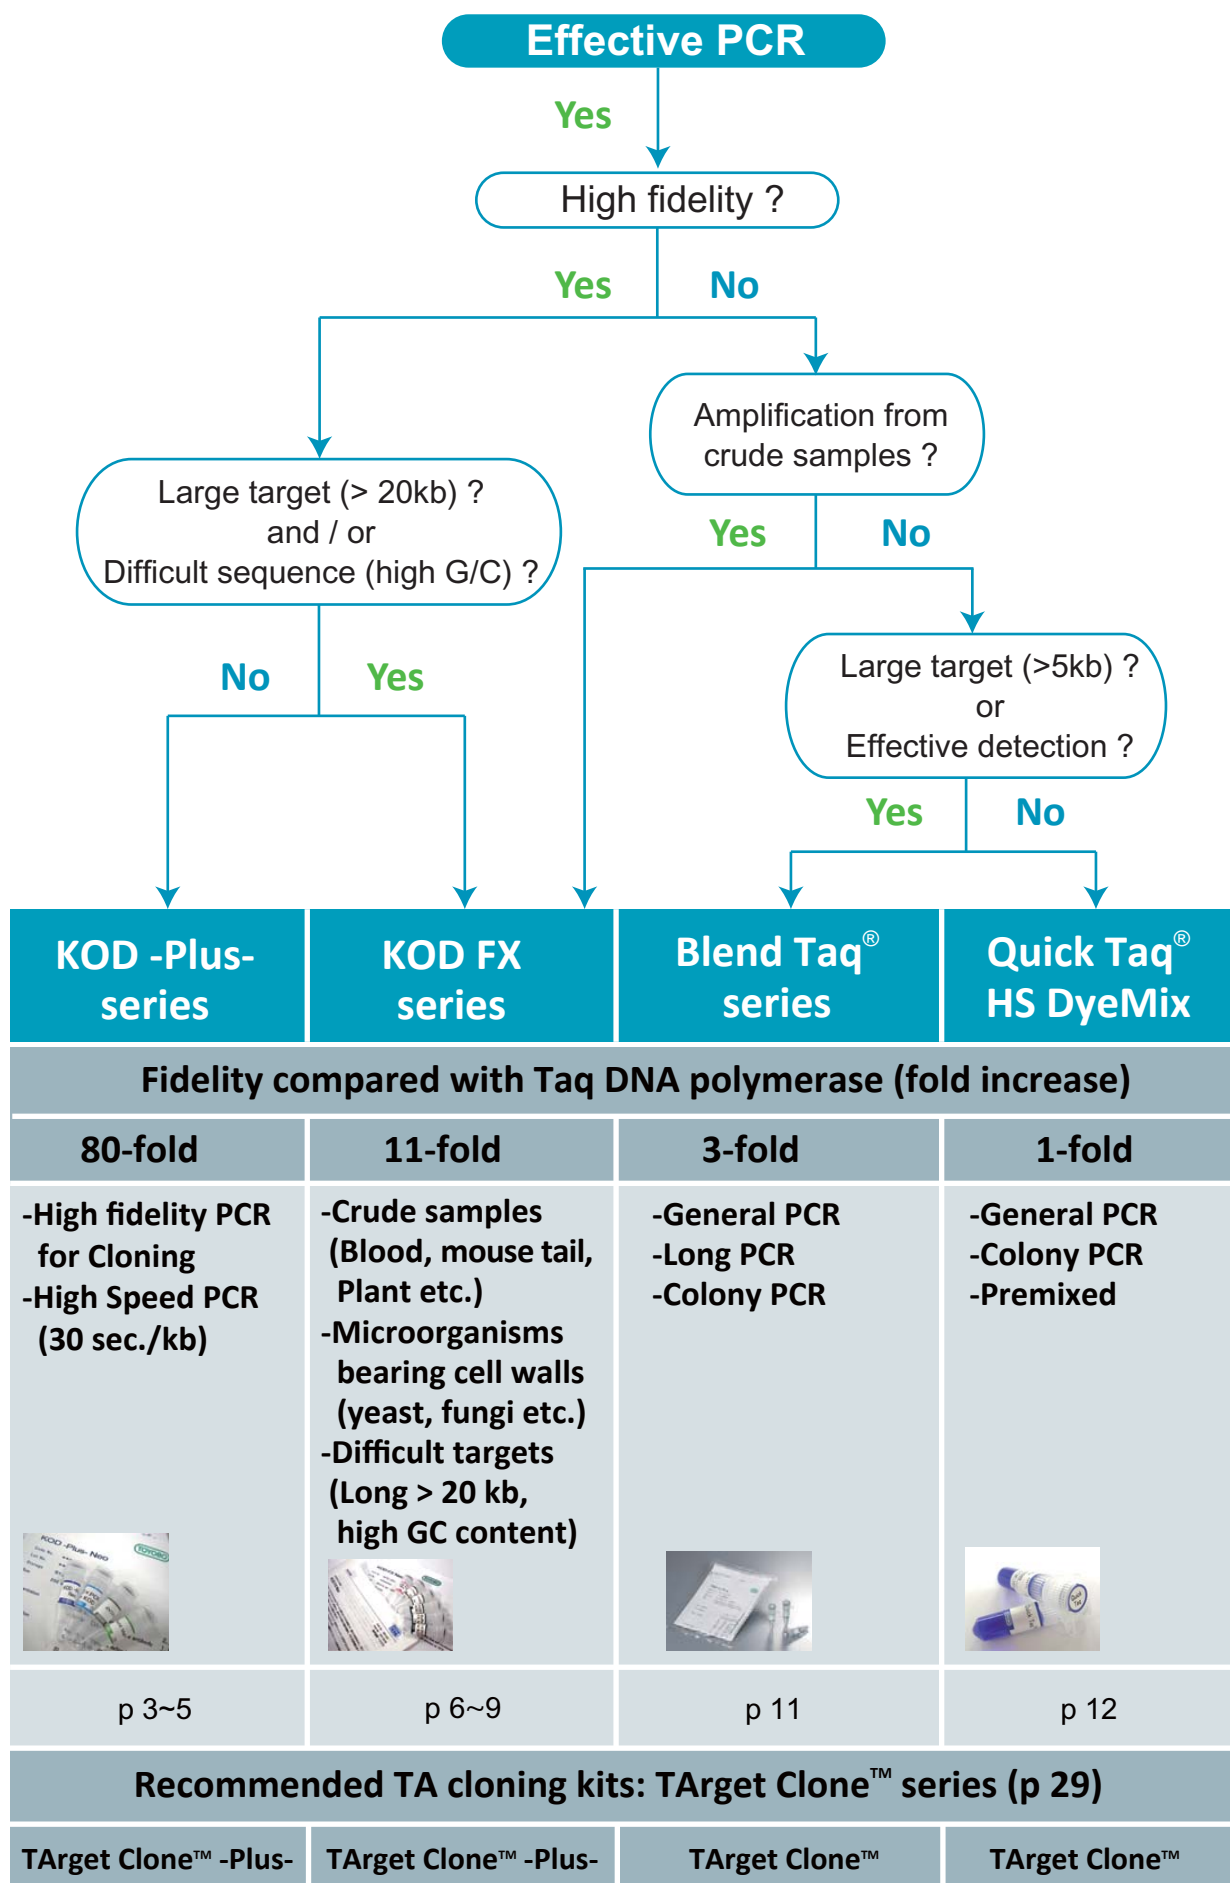 Effective PCR
Yes
High fidelity ?
Yes
No
Amplification from
crude samples ?
Large target (> 20kb) ?
and / or
Difficult sequence (high G/C) ?
Yes
No
No
Yes
Large target (>5kb) ?
or
Effective detection ?
Yes
No
KOD -Plus-
series
KOD FX
series
Blend Taq®
series
Quick Taq®
HS DyeMix
Fidelity compared with Taq DNA polymerase (fold increase)
80-fold
11-fold
3-fold
1-fold
-High fidelity PCR
for Cloning
-High Speed PCR
(30 sec./kb)
-Crude samples
(Blood, mouse tail,
Plant etc.)
-Microorganisms
bearing cell walls
(yeast, fungi etc.)
-Difficult targets
(Long > 20 kb,
high GC content)
-General PCR
-Long PCR
-Colony PCR
-General PCR
-Colony PCR
-Premixed
KOD -Plus- Neo
TOYOBO
Quick
Taq
p 3~5
p 6~9
p 11
p 12
Recommended TA cloning kits: TArget Clone™ series (p 29)
TArget Clone™ -Plus-
TArget Clone™ -Plus-
TArget Clone™
TArget Clone™